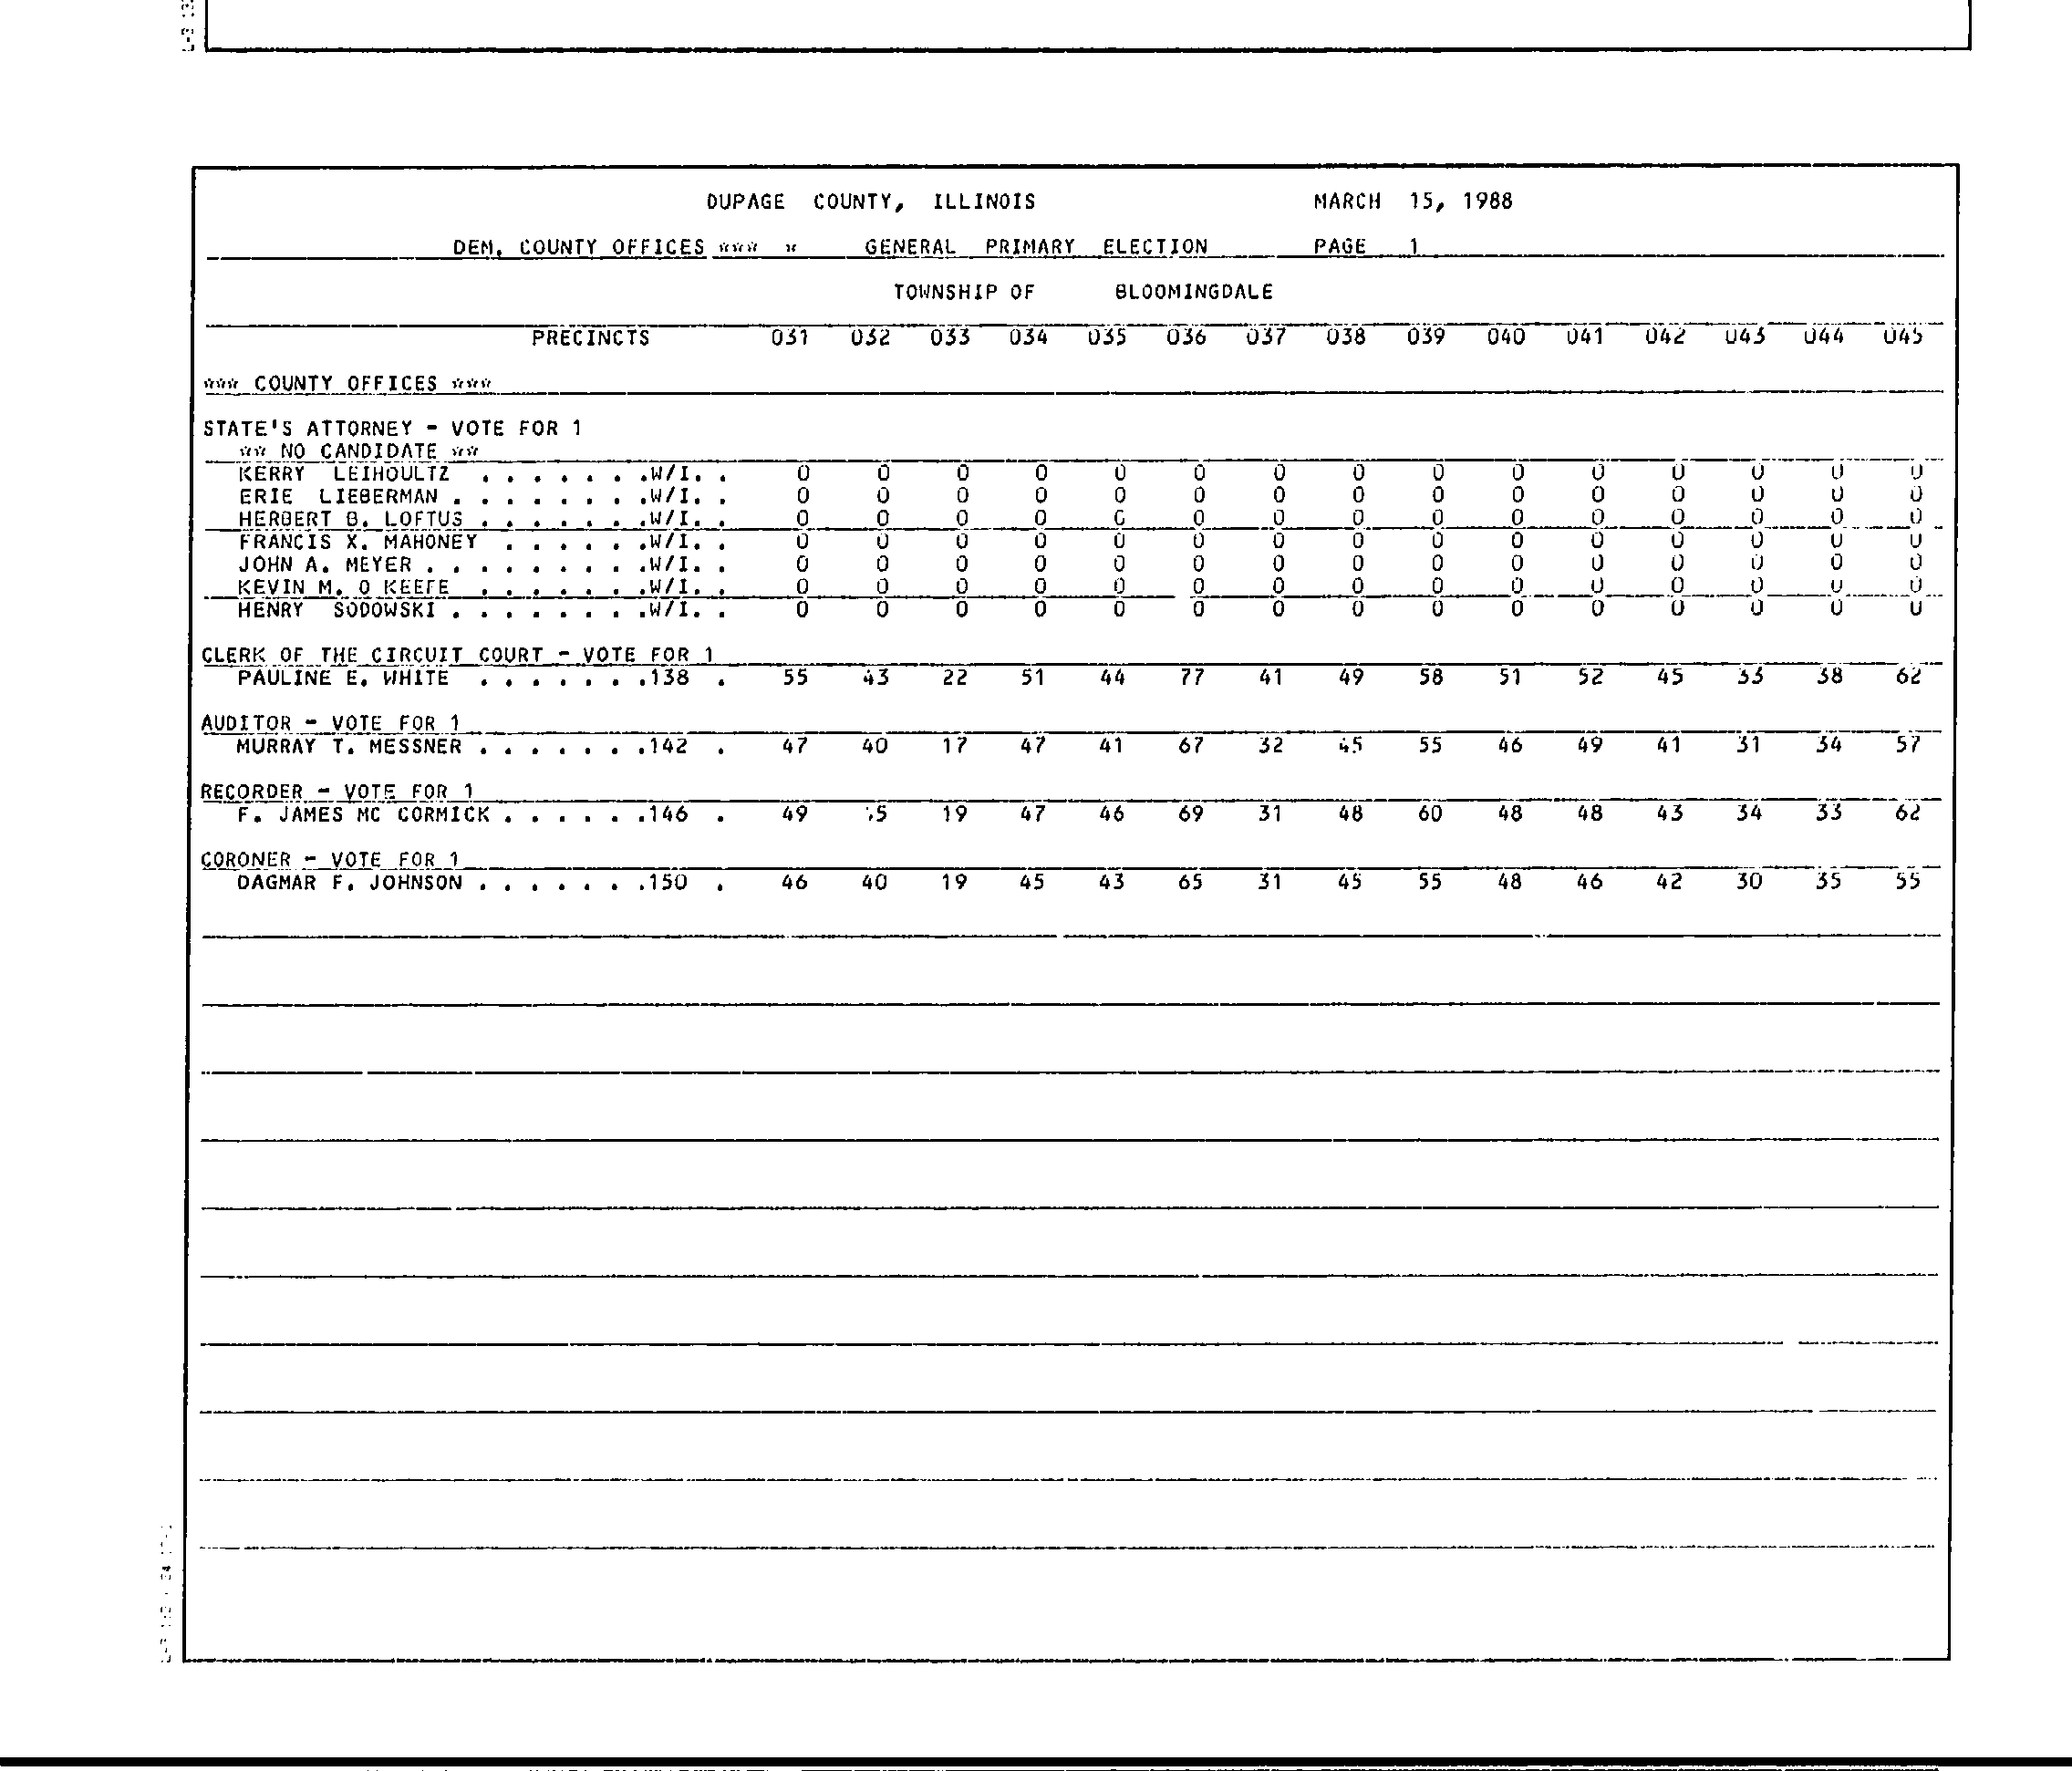 DUPAGE COUNTY, ILLINOIS MARCH 15, 1988
DEM. COUNTY OFFICES *** * GENERAL PRIMARY ELECTION PAGE 1
TOWNSHIP OF BLOOMINGDALE
PRECINCTS 031 032 033 034 035 036 037 038 039 040 041 042 043 044 045
*** COUNTY OFFICES ***
STATE'S ATTORNEY - VOTE FOR 1
** NO CANDIDATE **
KERRY LEIHOULTZ . . . . . . .W/I. . 0 0 0 0 0 0 0 0 0 0 0 0 0 0 0
ERIE LIEBERMAN . . . . . . . .W/I. . 0 0 0 0 0 0 0 0 0 0 0 0 0 0 0
HERBERT B. LOFTUS . . . . . . .W/I. . 0 0 0 0 0 0 0 0 0 0 0 0 0 0 0
FRANCIS X. MAHONEY . . . . . .W/I. . 0 0 0 0 0 0 0 0 0 0 0 0 0 0 0
JOHN A. MEYER . . . . . . . . .W/I. . 0 0 0 0 0 0 0 0 0 0 0 0 0 0 0
KEVIN M. O KEEFE . . . . . . .W/I. . 0 0 0 0 0 0 0 0 0 0 0 0 0 0 0
HENRY SODOWSKI . . . . . . . .W/I. . 0 0 0 0 0 0 0 0 0 0 0 0 0 0 0
CLERK OF THE CIRCUIT COURT - VOTE FOR 1
PAULINE E. WHITE . . . . . . .138 . 55 43 22 51 44 77 41 49 58 51 52 45 33 38 62
AUDITOR - VOTE FOR 1
MURRAY T. MESSNER . . . . . . .142 . 47 40 17 47 41 67 32 45 55 46 49 41 31 34 57
RECORDER - VOTE FOR 1
F. JAMES MC CORMICK . . . . . .146 . 49 19 47 46 69 31 48 60 48 48 43 34 33 62
CORONER - VOTE FOR 1
DAGMAR F. JOHNSON . . . . . . .150 . 46 40 19 45 43 65 31 45 55 48 46 42 30 35 55